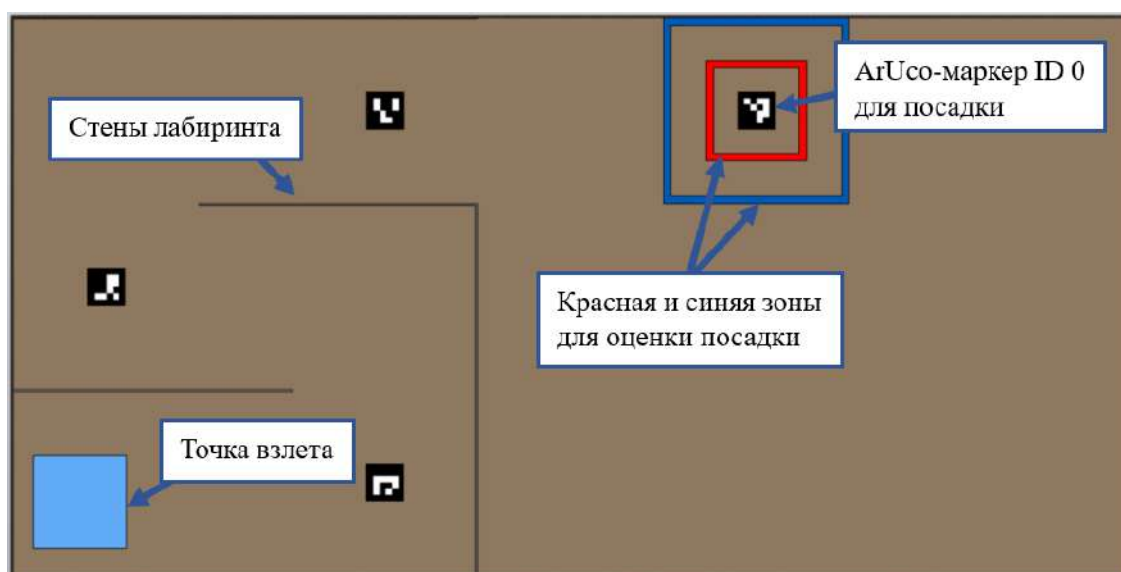 ArUco-маркер ID 0
для посадки
Стены лабиринта
Красная и синяя зоны
для оценки посадки
Точка взлета